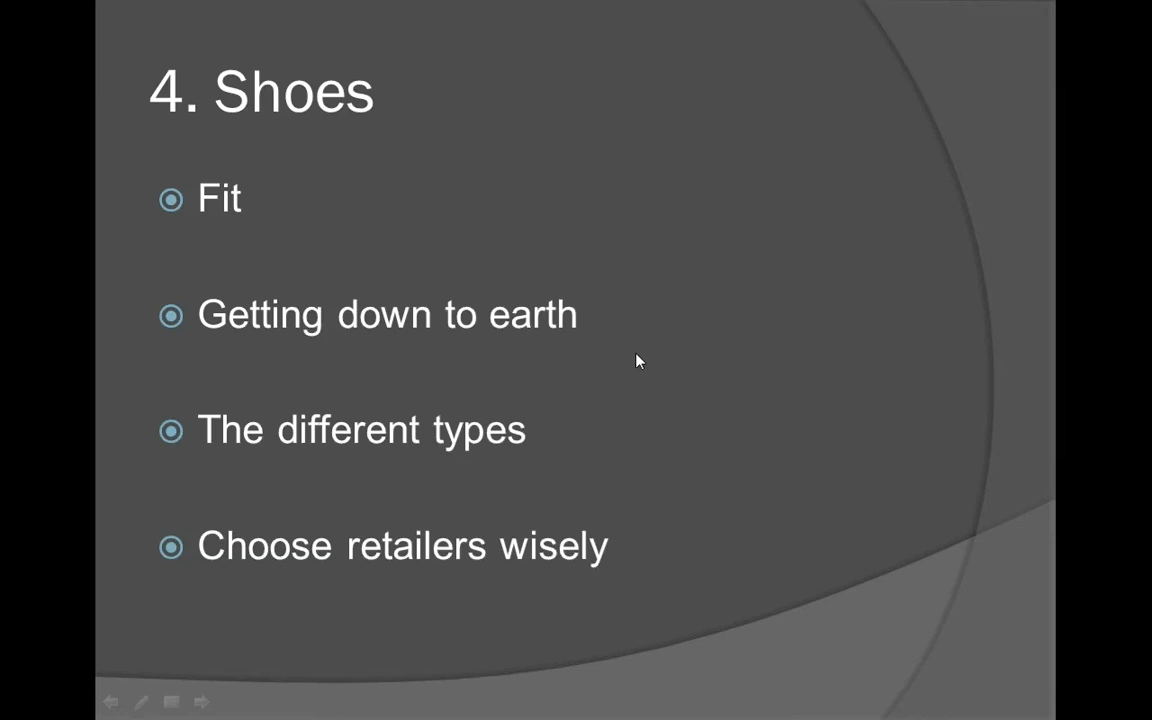 4. Shoes
Fit
Getting down to earth
The different types
Choose retailers wisely